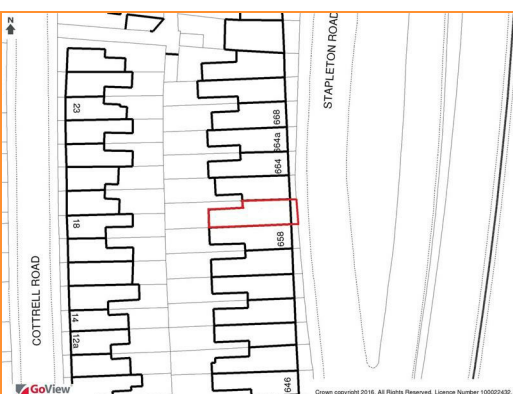 N
STAPLETON ROAD
23
668
664a
664
18
658
COTTRELL ROAD
14
12a
646
GoView
Crown copyright 2016. All Rights Reserved. Licence Number 100022432.